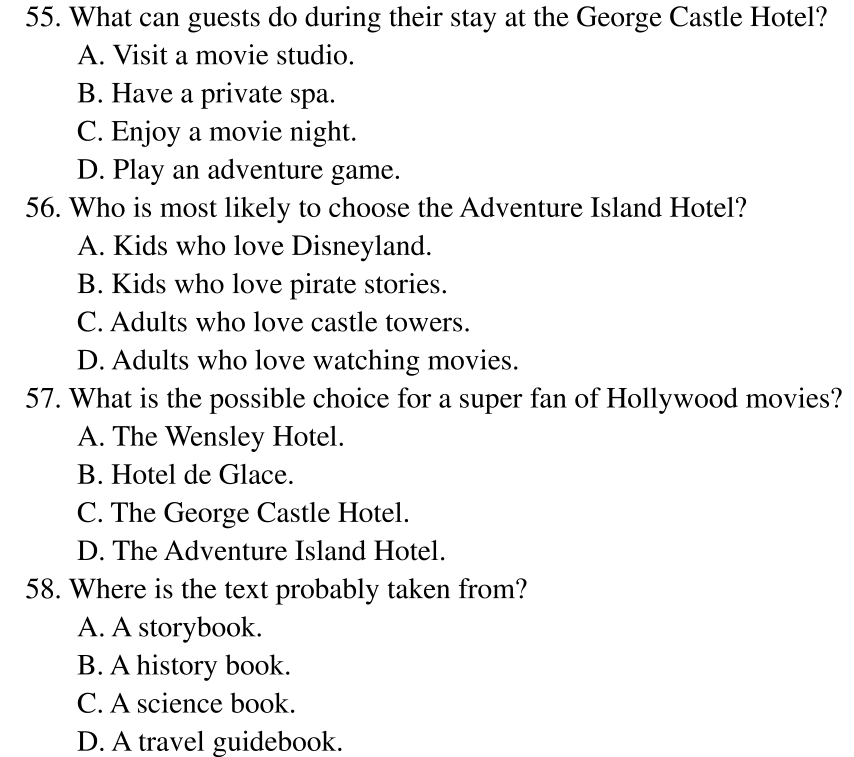 55. What can guests do during their stay at the George Castle Hotel?
A. Visit a movie studio.
B. Have a private spa.
C. Enjoy a movie night.
D. Play an adventure game.
56. Who is most likely to choose the Adventure Island Hotel?
A. Kids who love Disneyland.
B. Kids who love pirate stories.
C. Adults who love castle towers.
D. Adults who love watching movies.
57. What is the possible choice for a super fan of Hollywood movies?
A. The Wensley Hotel.
B. Hotel de Glace.
C. The George Castle Hotel.
D. The Adventure Island Hotel.
58. Where is the text probably taken from?
A. A storybook.
B. A history book.
C. A science book.
D. A travel guidebook.